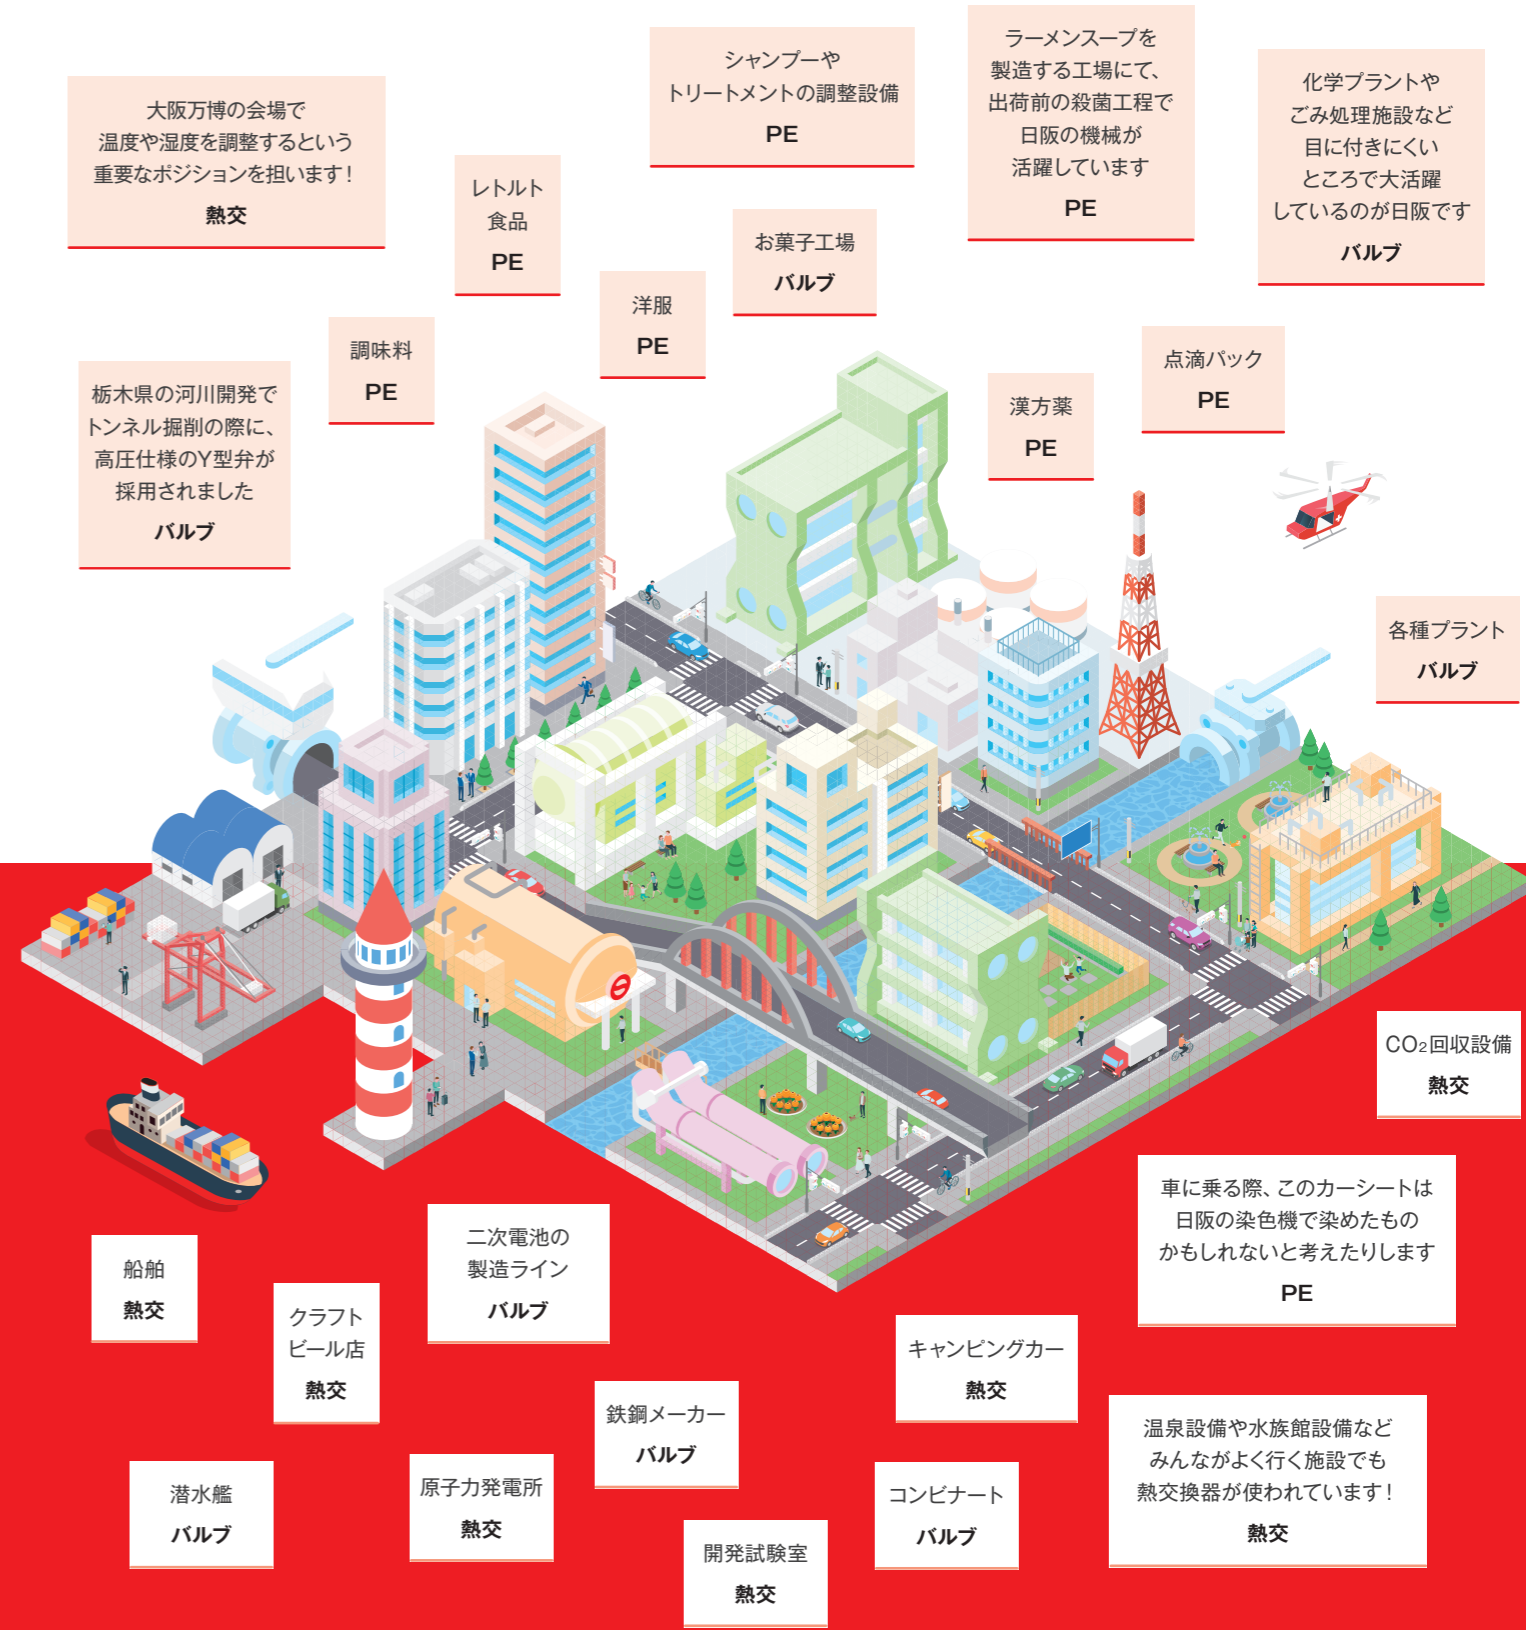 大阪万博の会場で
温度や湿度を調整するという
重要なポジションを担います！
熱交
シャンプーや
トリートメントの調整設備
PE
ラーメンスープを
製造する工場にて、
出荷前の殺菌工程で
日阪の機械が
活躍しています
PE
化学プラントや
ごみ処理施設など
目に付きにくい
ところで大活躍
しているのが日阪です
バルブ
レトルト
食品
PE
お菓子工場
バルブ
洋服
PE
調味料
PE
点滴パック
PE
栃木県の河川開発で
トンネル掘削の際に、
高圧仕様のY型弁が
採用されました
バルブ
漢方薬
PE
各種プラント
バルブ
CO₂回収設備
熱交
車に乗る際、このカーシートは
日阪の染色機で染めたもの
かもしれないと考えたりします
PE
二次電池の
製造ライン
バルブ
船舶
熱交
クラフト
ビール店
熱交
キャンピングカー
熱交
鉄鋼メーカー
バルブ
温泉設備や水族館設備など
みんながよく行く施設でも
熱交換器が使われています！
熱交
潜水艦
バルブ
原子力発電所
熱交
コンビナート
バルブ
開発試験室
熱交